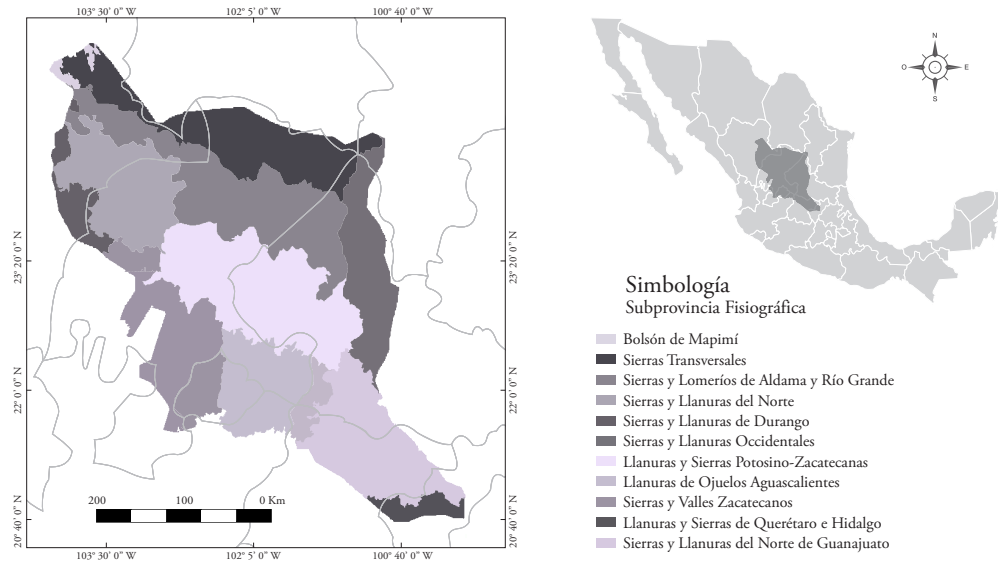 103° 30' 0" W
102° 5' 0" W
100° 40' 0" W
23° 20' 0" N
22° 0' 0" N
20° 40' 0" N
23° 20' 0" N
22° 0' 0" N
20° 40' 0" N
200
100
0 Km
103° 30' 0" W
102° 5' 0" W
100° 40' 0" W
N
O
E
S
Simbología
Subprovincia Fisiográfica
Bolsón de Mapimí
Sierras Transversales
Sierras y Lomeríos de Aldama y Río Grande
Sierras y Llanuras del Norte
Sierras y Llanuras de Durango
Sierras y Llanuras Occidentales
Llanuras y Sierras Potosino-Zacatecanas
Llanuras de Ojuelos Aguascalientes
Sierras y Valles Zacatecanos
Llanuras y Sierras de Querétaro e Hidalgo
Sierras y Llanuras del Norte de Guanajuato